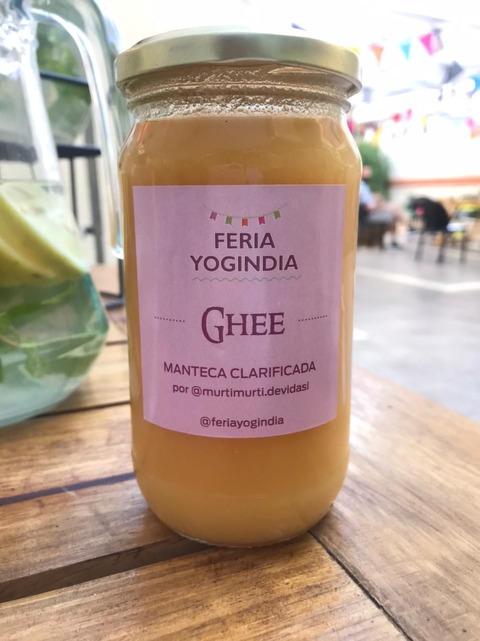 FERIA
YOGINDIA
GHEE
MANTECA CLARIFICADA
por @murtimurti.devidasi
@feriayogindia